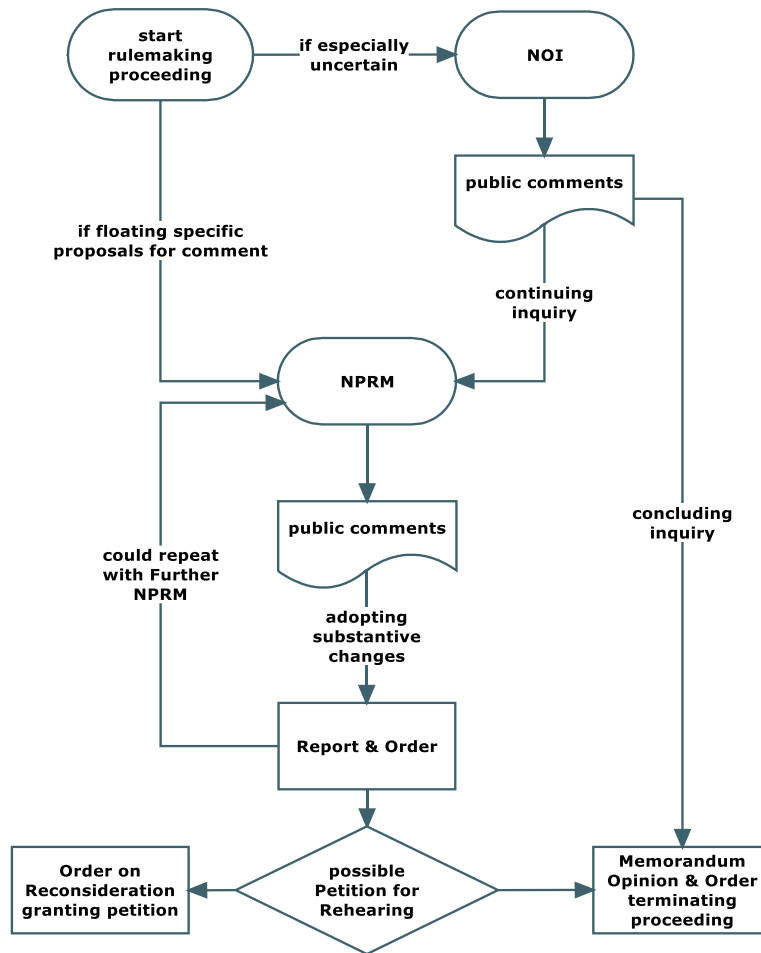 start
rulemaking
proceeding
if especially
uncertain
NOI
public comments
if floating specific
proposals for comment
continuing
inquiry
NPRM
concluding
inquiry
public comments
could repeat
with Further
NPRM
adopting
substantive
changes
Report & Order
Order on
Reconsideration
granting petition
possible
Petition for
Rehearing
Memorandum
Opinion & Order
terminating
proceeding